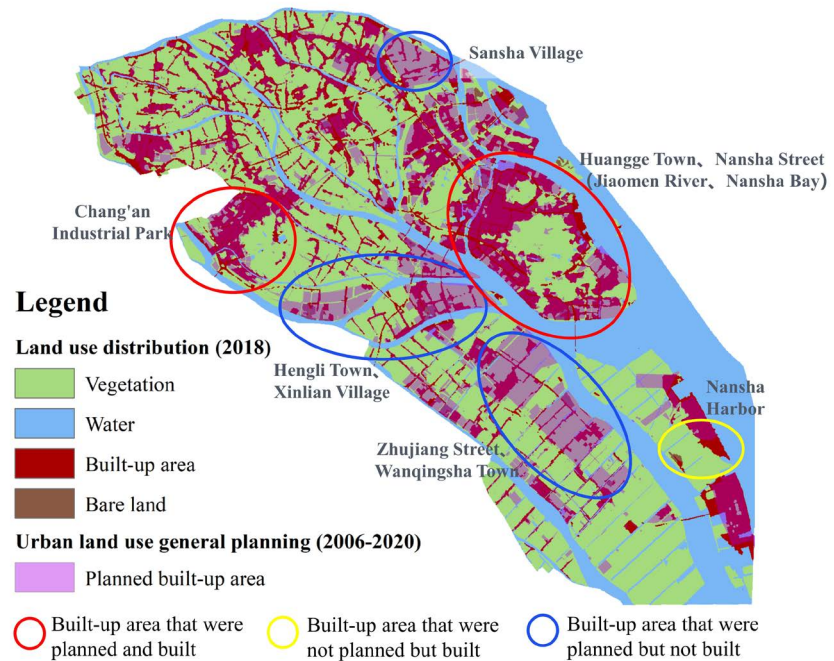 Sansha Village
Huangge Town、Nansha Street
(Jiaomen River、Nansha Bay)
Chang'an
Industrial Park
Legend
Land use distribution (2018)
Vegetation
Water
Built-up area
Bare land
Urban land use general planning (2006-2020)
Planned built-up area
Hengli Town、
Xinlian Village
Nansha
Harbor
Zhujiang Street、
Wanqingsha Town
Built-up area that were
planned and built
Built-up area that were
not planned but built
Built-up area that were
planned but not built